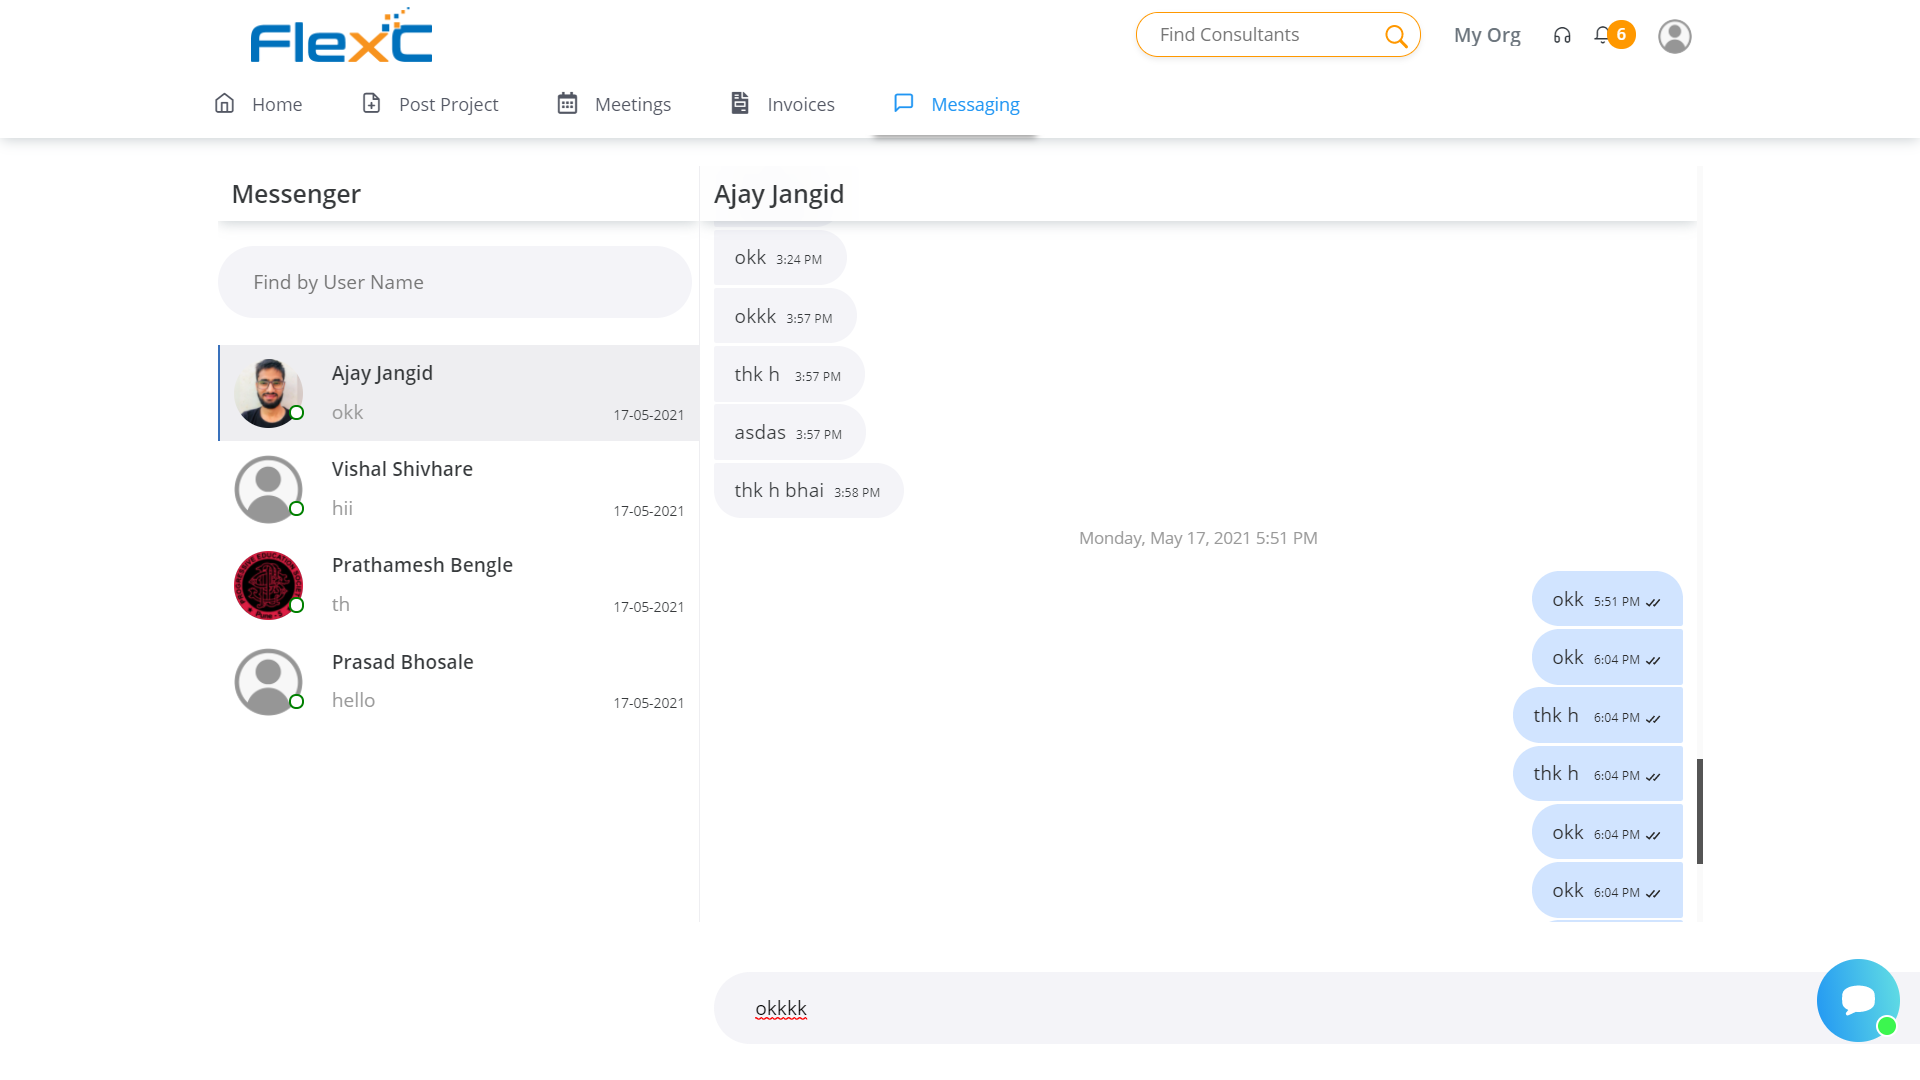 FlexC
Find Consultants
My Org
6
Home
Post Project
Meetings
Invoices
Messaging
Messenger
Find by User Name
Ajay Jangid
okk
17-05-2021
Vishal Shivhare
hii
17-05-2021
Prathamesh Bengle
th
17-05-2021
Prasad Bhosale
hello
17-05-2021
Ajay Jangid
okk 3:24 PM
okkk 3:57 PM
thk h 3:57 PM
asdas 3:57 PM
thk h bhai 3:58 PM
Monday, May 17, 2021 5:51 PM
okk 5:51 PM
okk 6:04 PM
thk h 6:04 PM
thk h 6:04 PM
okk 6:04 PM
okk 6:04 PM
okkkk